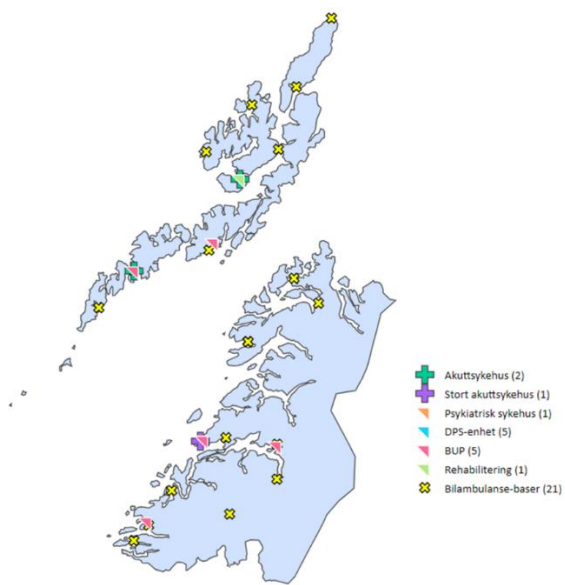 Akuttsykehus (2)
Stort akuttsykehus (1)
Psykiatrisk sykehus (1)
DPS-enhet (5)
BUP (5)
Rehabilitering (1)
Bilambulanse-baser (21)